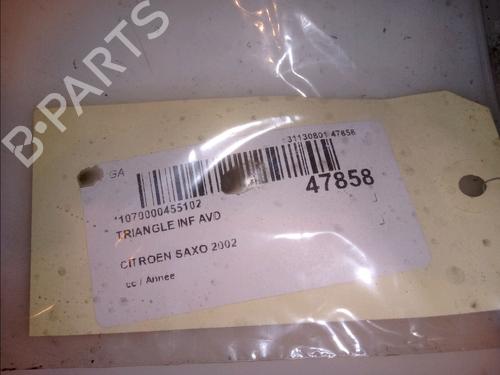 B-PARTS
GA
31130801/47858
47858
*1070000455102
TRIANGLE INF AVD
CITROEN SAXO 2002
cc / Annee